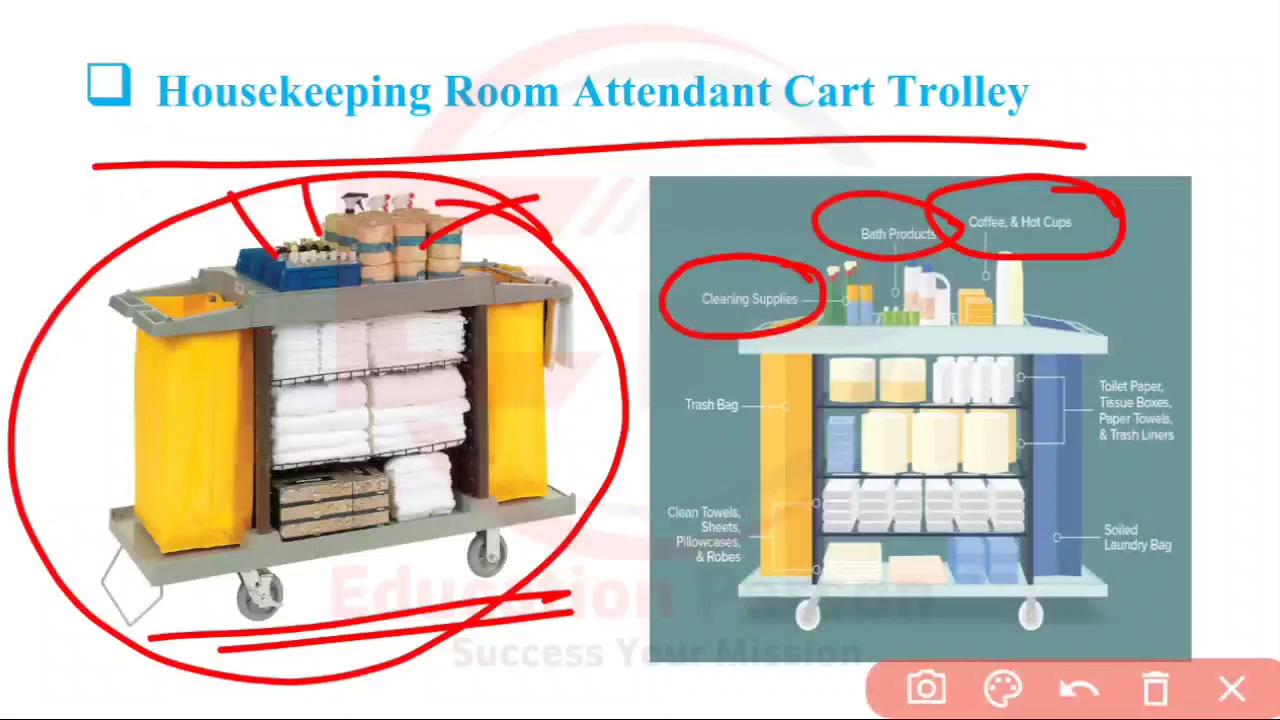 Housekeeping Room Attendant Cart Trolley
Coffee, & Hot Cups
Bath Products
Cleaning Supplies
Trash Bag
Toilet Paper,
Tissue Boxes,
Paper Towels,
& Trash Liners
Clean Towels,
Sheets,
Pillowcases,
& Robes
Soiled
Laundry Bag
Education
Success Your Mission